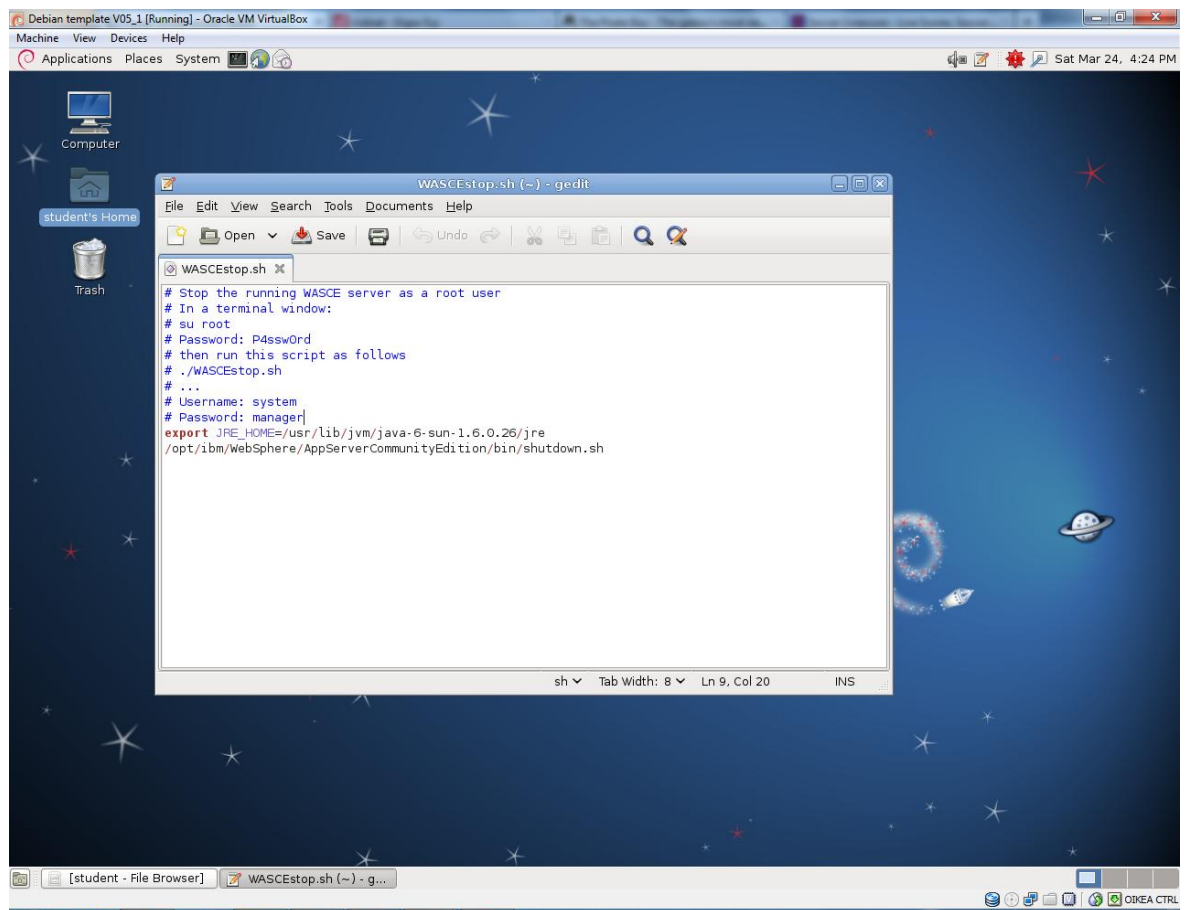 Debian template V05_1 [Running] - Oracle VM VirtualBox
Machine View Devices Help
Applications Places System
Sat Mar 24, 4:24 PM
Computer
student's Home
Trash
WASCEstop.sh (~) - gedit
File Edit View Search Tools Documents Help
Open Save Undo
WASCEstop.sh
# Stop the running WASCE server as a root user
# In a terminal window:
# su root
# Password: P4ssw0rd
# then run this script as follows
# ./WASCEstop.sh
# ...
# Username: system
# Password: manager
export JRE_HOME=/usr/lib/jvm/java-6-sun-1.6.0.26/jre
/opt/ibm/WebSphere/AppServerCommunityEdition/bin/shutdown.sh
sh Tab Width: 8 Ln 9, Col 20 INS
[student - File Browser] WASCEstop.sh (~) - g...
CTRL